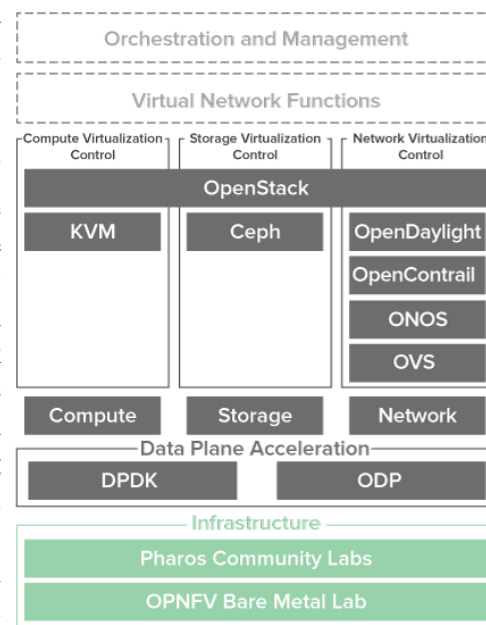 Orchestration and Management
Virtual Network Functions
Compute Virtualization Control
Storage Virtualization Control
Network Virtualization Control
OpenStack
KVM
Ceph
OpenDaylight
OpenContrail
ONOS
OVS
Compute
Storage
Network
Data Plane Acceleration
DPDK
ODP
Infrastructure
Pharos Community Labs
OPNFV Bare Metal Lab